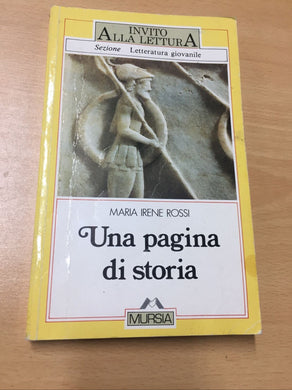 INVITO
ALLA LETTURA
Sezione Letteratura giovanile
MARIA IRENE ROSSI
Una pagina
di storia
MURSIA